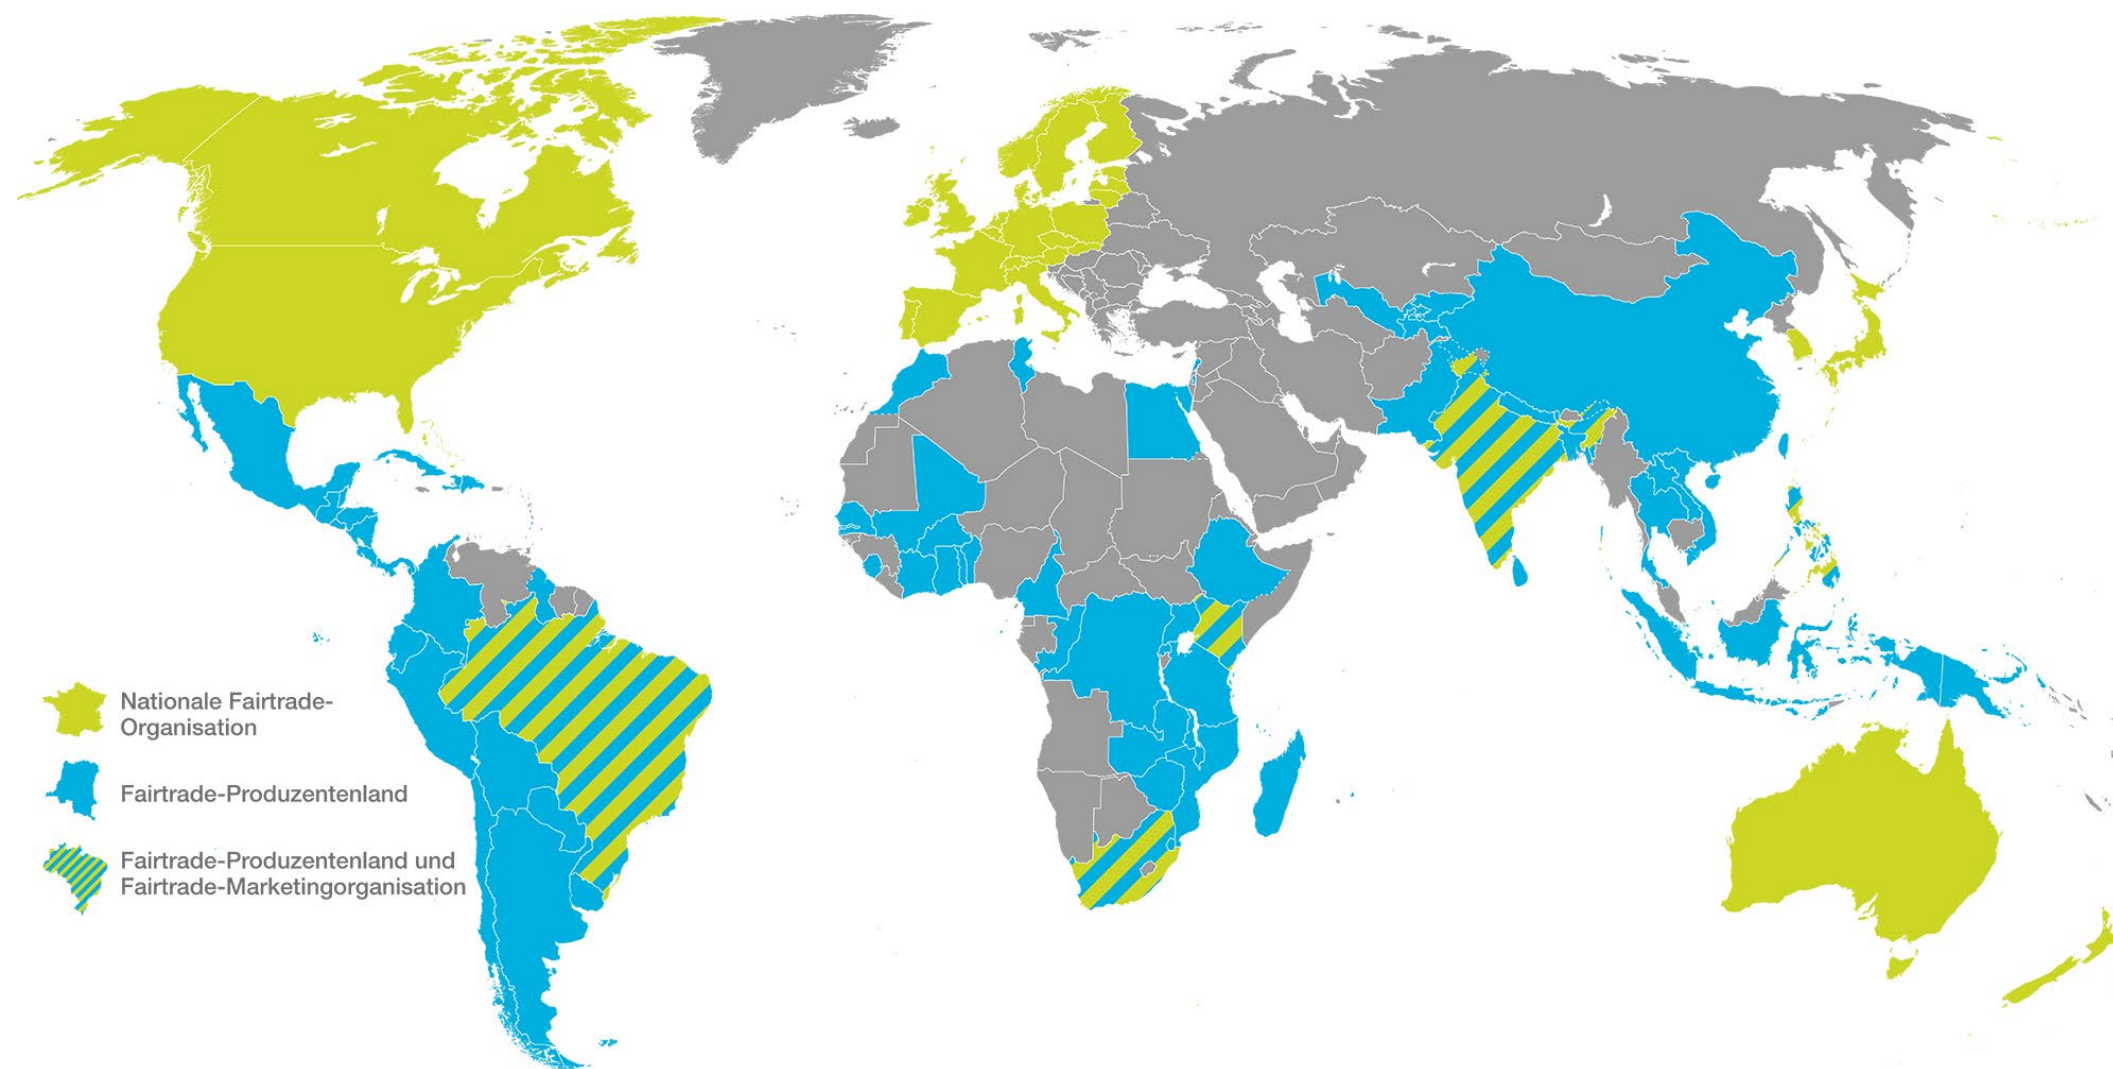 Nationale Fairtrade-
Organisation
Fairtrade-Produzentenland
Fairtrade-Produzentenland und
Fairtrade-Marketingorganisation